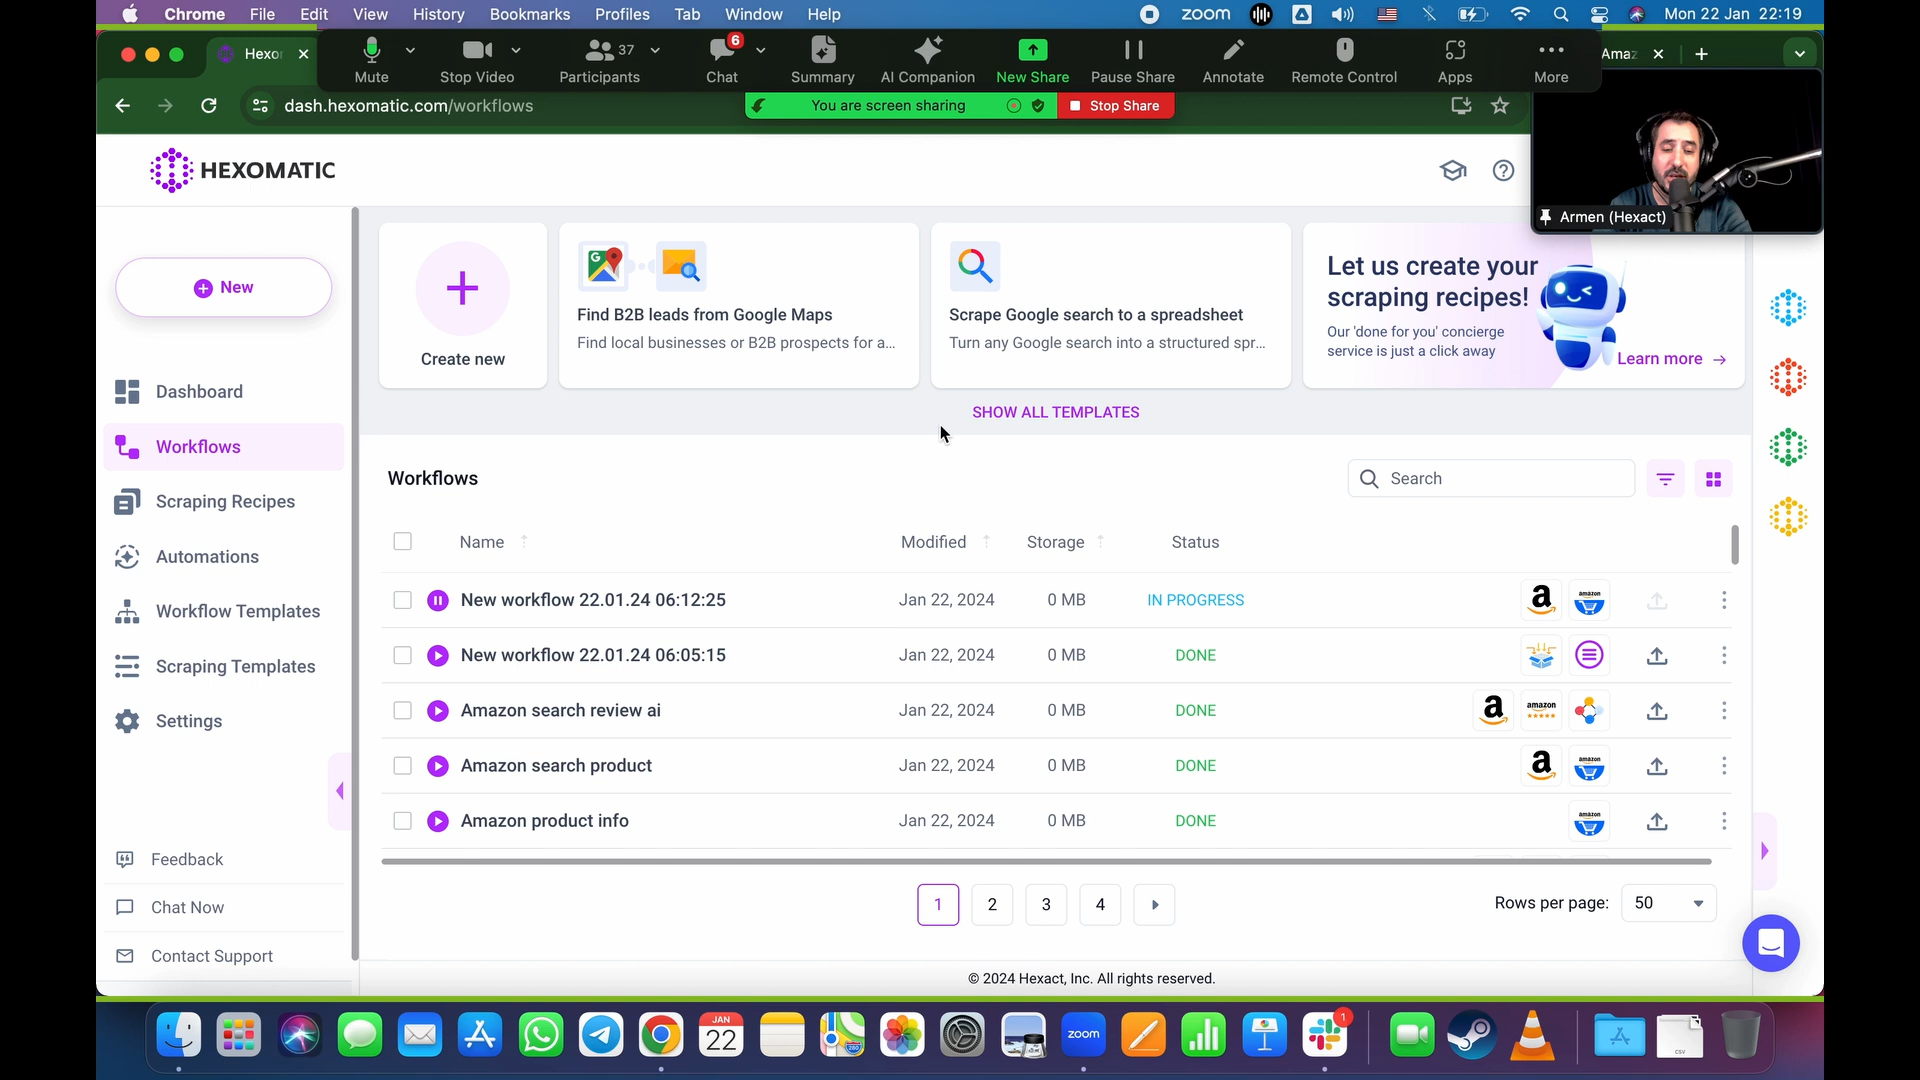 Chrome File Edit View History Bookmarks Profiles Tab Window Help
zoom
Mon 22 Jan 22:19
Mute
Stop Video
37
Participants
6
Chat
Summary
AI Companion
New Share
Pause Share
Annotate
Remote Control
Apps
More
Hexo
Amaz
dash.hexomatic.com/workflows
You are screen sharing
Stop Share
Armen (Hexact)
HEXOMATIC
New
Dashboard
Workflows
Scraping Recipes
Automations
Workflow Templates
Scraping Templates
Settings
Feedback
Chat Now
Contact Support
Create new
G
Find B2B leads from Google Maps
Find local businesses or B2B prospects for a...
Scrape Google search to a spreadsheet
Turn any Google search into a structured spr...
Let us create your
scraping recipes!
Our 'done for you' concierge
service is just a click away
Learn more →
SHOW ALL TEMPLATES
Workflows
Search
Name Modified Storage Status
New workflow 22.01.24 06:12:25 Jan 22, 2024 0 MB IN PROGRESS a amazon
New workflow 22.01.24 06:05:15 Jan 22, 2024 0 MB DONE
Amazon search review ai Jan 22, 2024 0 MB DONE a amazon
Amazon search product Jan 22, 2024 0 MB DONE a amazon
Amazon product info Jan 22, 2024 0 MB DONE amazon
1 2 3 4
Rows per page: 50
© 2024 Hexact, Inc. All rights reserved.
JAN
22
zoom
1
CSV